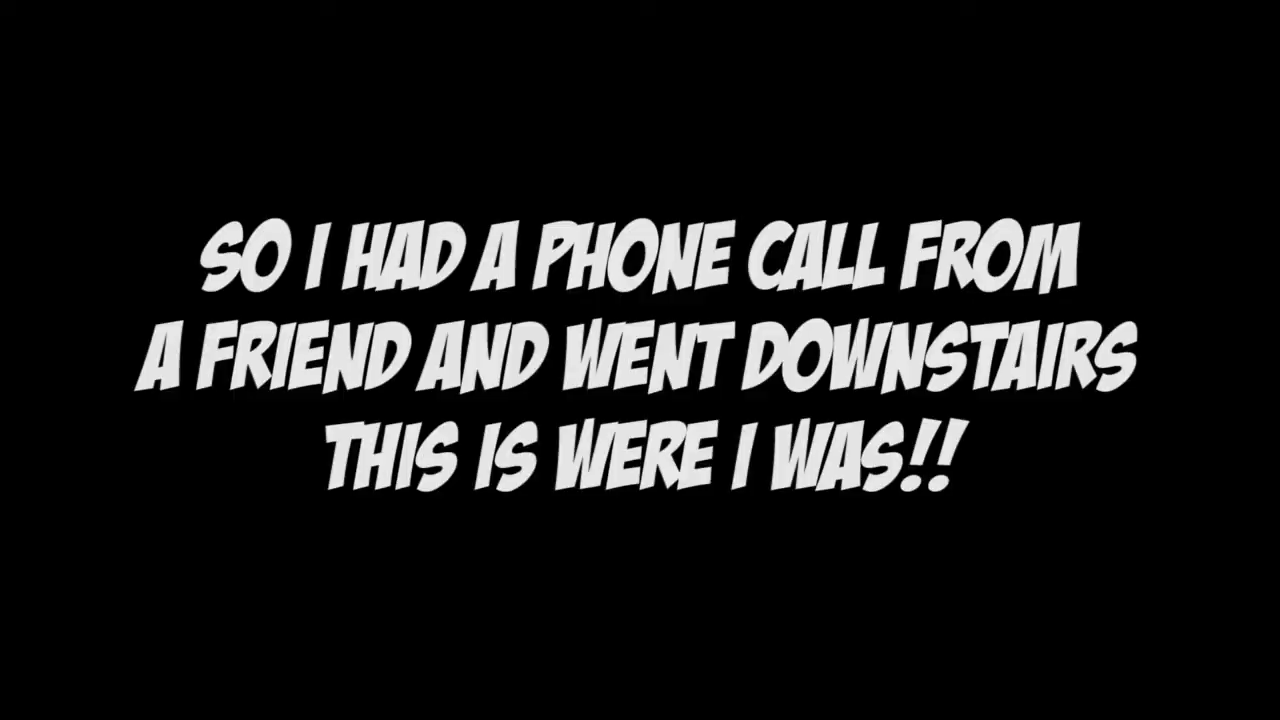 SO I HAD A PHONE CALL FROM
A FRIEND AND WENT DOWNSTAIRS
THIS IS WERE I WAS!!